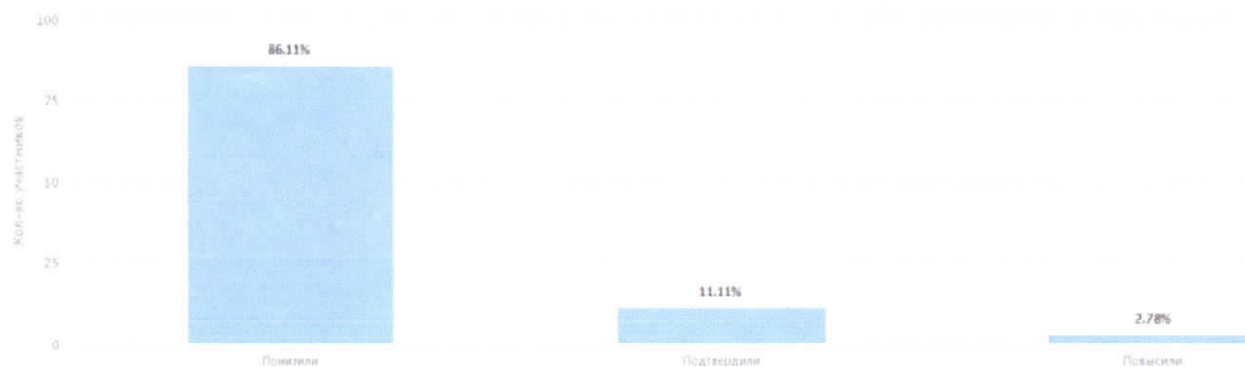 100
86.11%
75
Кол-во участников
50
25
11.11%
2.78%
0
Понизили
Подтвердили
Повысили